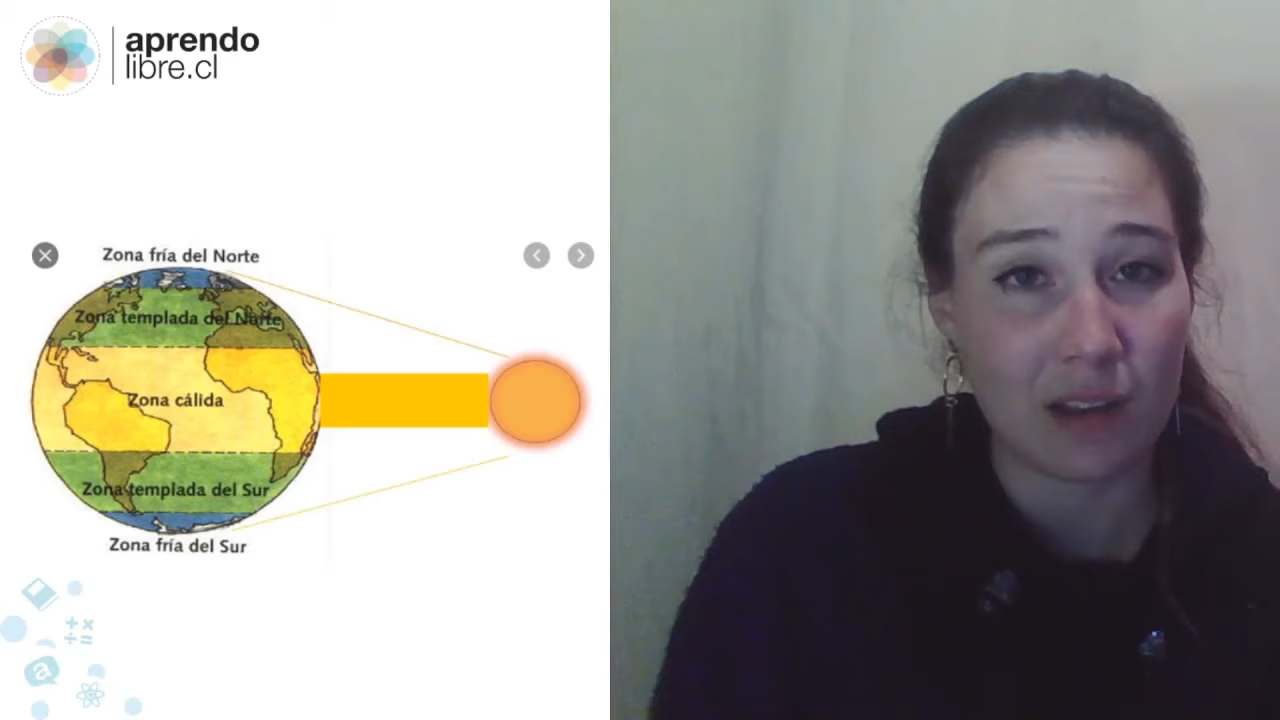 aprendo
libre.cl
Zona fría del Norte
Zona templada del Norte
Zona cálida
Zona templada del Sur
Zona fría del Sur